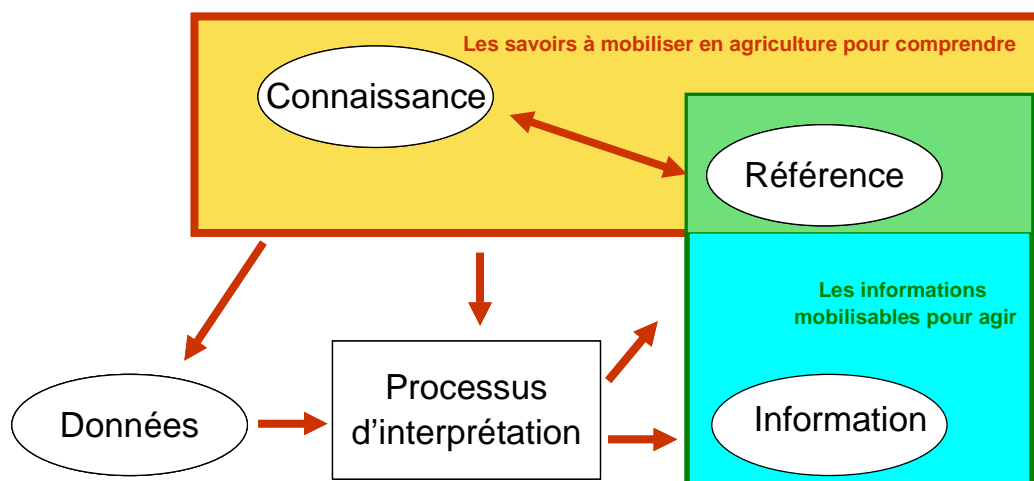 Les savoirs à mobiliser en agriculture pour comprendre
Connaissance
Référence
Les informations
mobilisables pour agir
Processus
d’interprétation
Données
Information